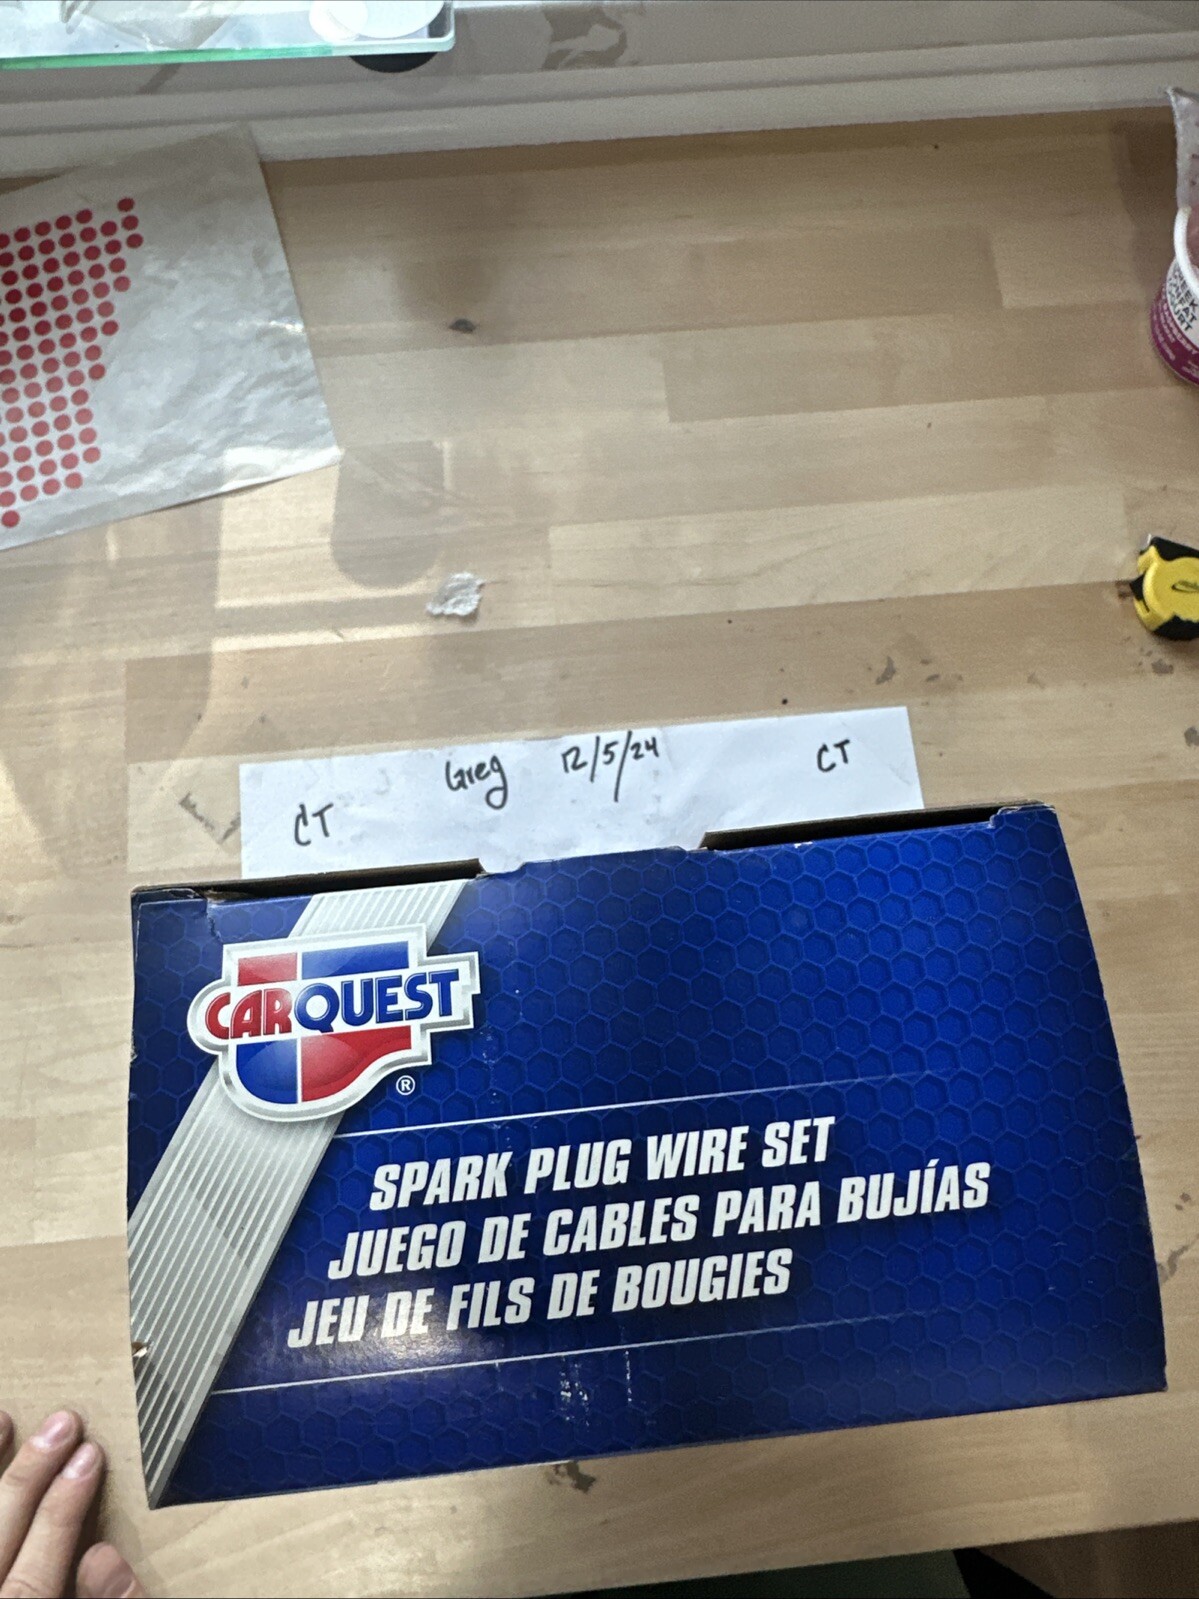 Greg 12/5/24 CT
CT
CARQUEST
®
SPARK PLUG WIRE SET
JUEGO DE CABLES PARA BUJÍAS
JEU DE FILS DE BOUGIES